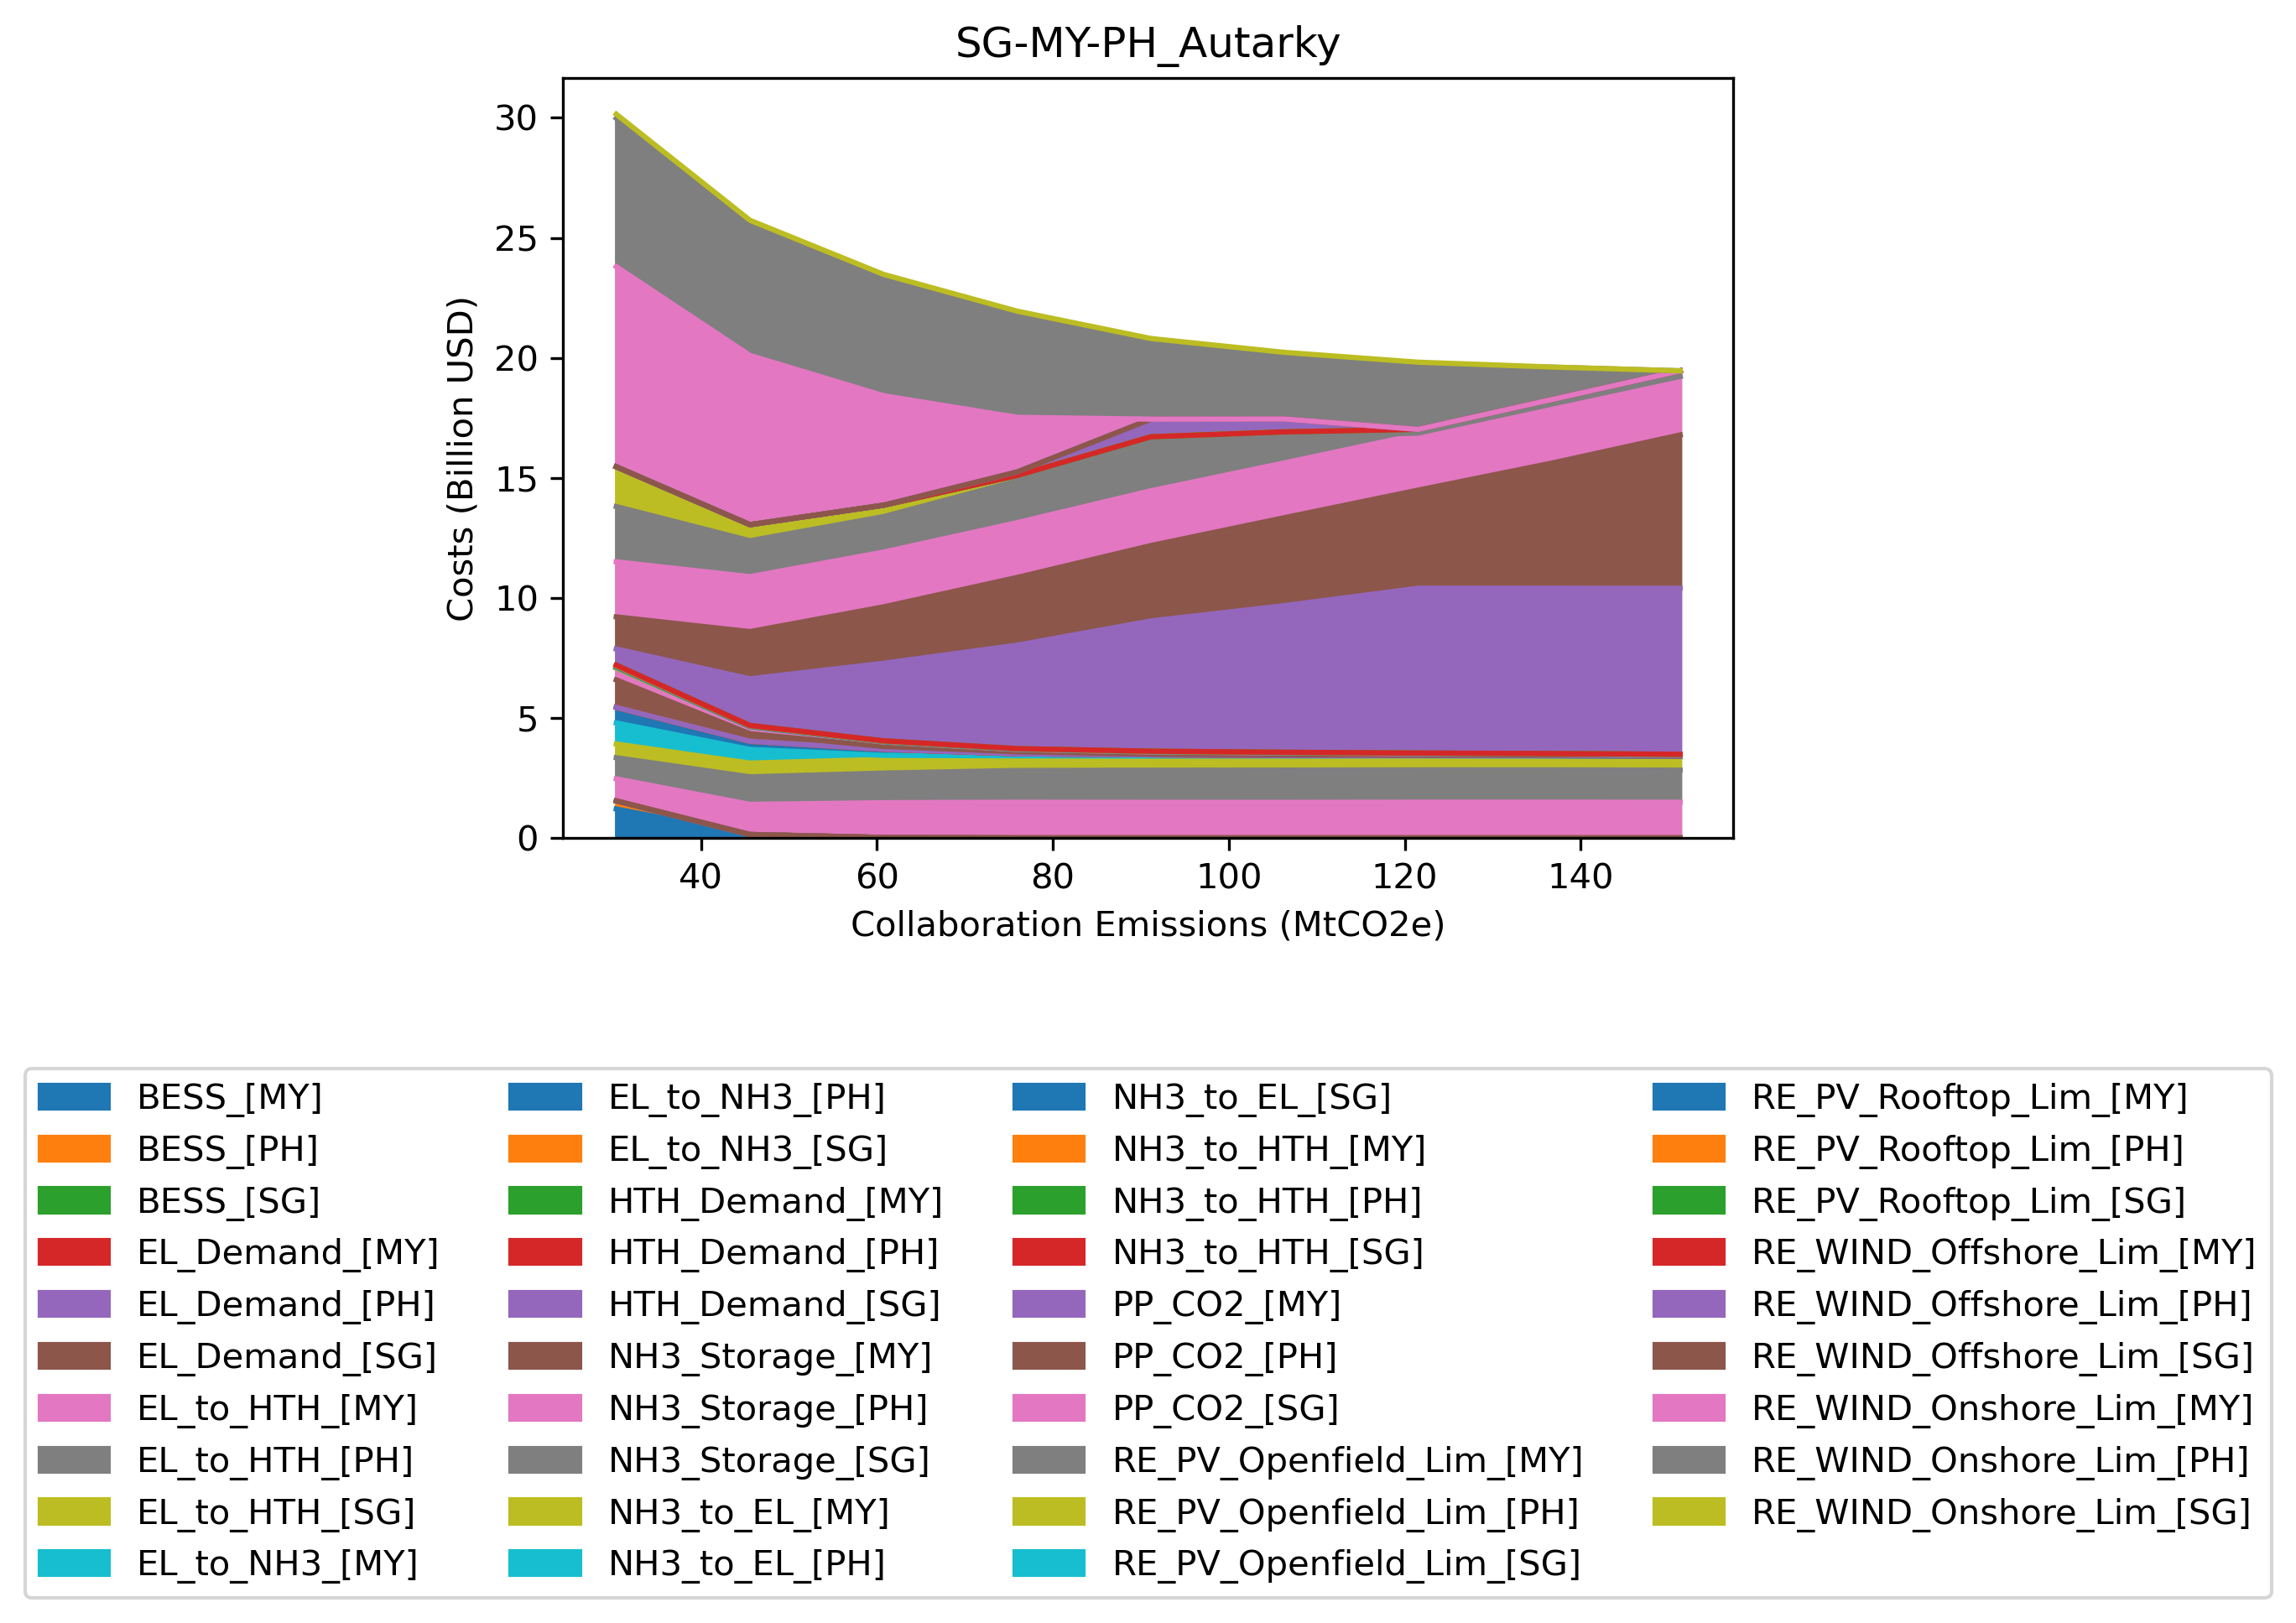 SG-MY-PH_Autarky
Costs (Billion USD)
30
25
20
15
10
5
0
40 60 80 100 120 140
Collaboration Emissions (MtCO2e)
BESS_[MY]
BESS_[PH]
BESS_[SG]
EL_Demand_[MY]
EL_Demand_[PH]
EL_Demand_[SG]
EL_to_HTH_[MY]
EL_to_HTH_[PH]
EL_to_HTH_[SG]
EL_to_NH3_[MY]
EL_to_NH3_[PH]
EL_to_NH3_[SG]
HTH_Demand_[MY]
HTH_Demand_[PH]
HTH_Demand_[SG]
NH3_Storage_[MY]
NH3_Storage_[PH]
NH3_Storage_[SG]
NH3_to_EL_[MY]
NH3_to_EL_[PH]
NH3_to_EL_[SG]
NH3_to_HTH_[MY]
NH3_to_HTH_[PH]
NH3_to_HTH_[SG]
PP_CO2_[MY]
PP_CO2_[PH]
PP_CO2_[SG]
RE_PV_Openfield_Lim_[MY]
RE_PV_Openfield_Lim_[PH]
RE_PV_Openfield_Lim_[SG]
RE_PV_Rooftop_Lim_[MY]
RE_PV_Rooftop_Lim_[PH]
RE_PV_Rooftop_Lim_[SG]
RE_WIND_Offshore_Lim_[MY]
RE_WIND_Offshore_Lim_[PH]
RE_WIND_Offshore_Lim_[SG]
RE_WIND_Onshore_Lim_[MY]
RE_WIND_Onshore_Lim_[PH]
RE_WIND_Onshore_Lim_[SG]